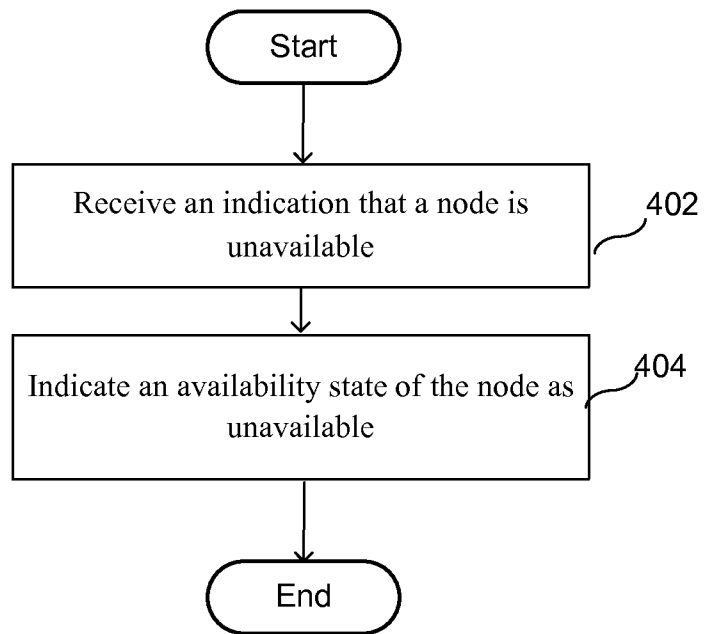 Start
Receive an indication that a node is
unavailable
402
Indicate an availability state of the node as
unavailable
404
End